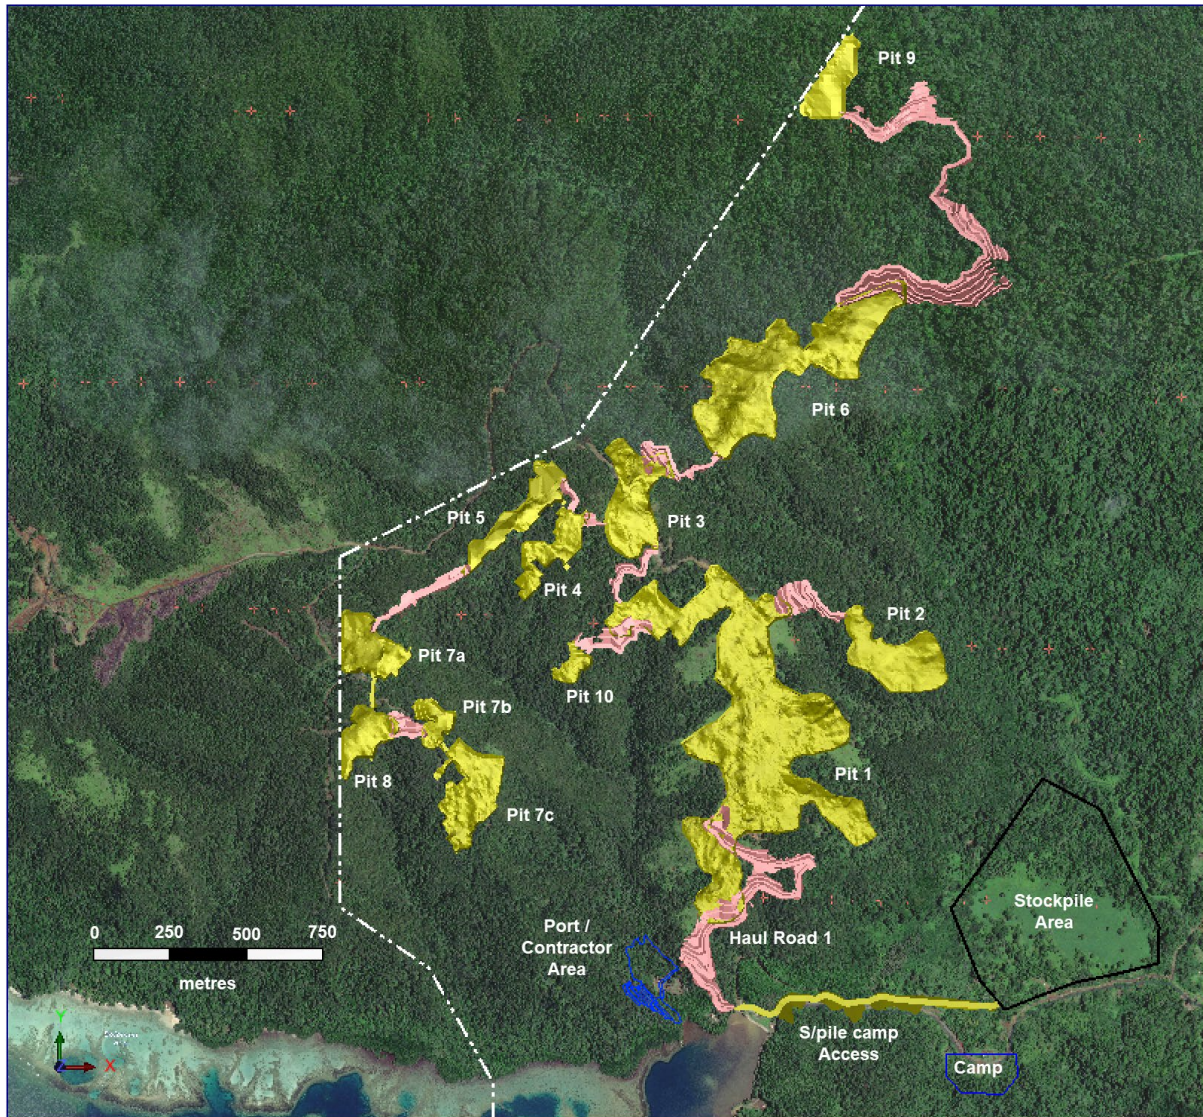 Pit 9
Pit 6
Pit 5
Pit 3
Pit 4
Pit 2
Pit 7a
Pit 10
Pit 7b
Pit 8
Pit 1
Pit 7c
Stockpile
Area
Port /
Contractor
Area
Haul Road 1
0 250 500 750
metres
S/pile camp
Access
Camp
Y
Z X